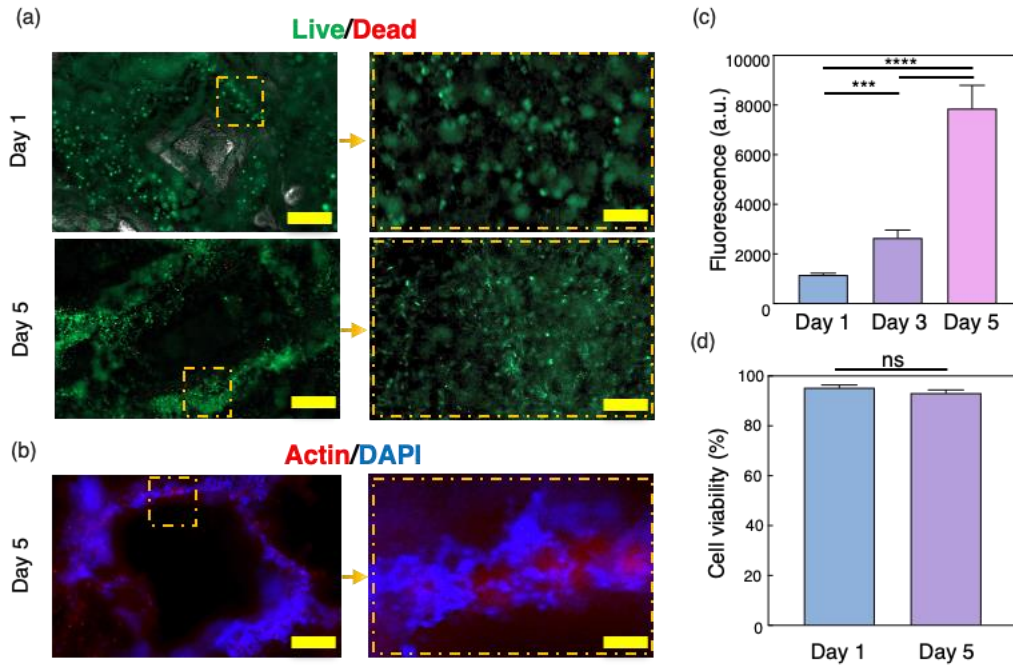 (a)
Live/Dead
Day 1
Day 5
(b)
Actin/DAPI
Day 5
(c)
Fluorescence (a.u.)
10000
8000
6000
4000
2000
0
****
***
Day 1 Day 3 Day 5
(d)
Cell viability (%)
100
80
60
40
20
0
ns
Day 1 Day 5